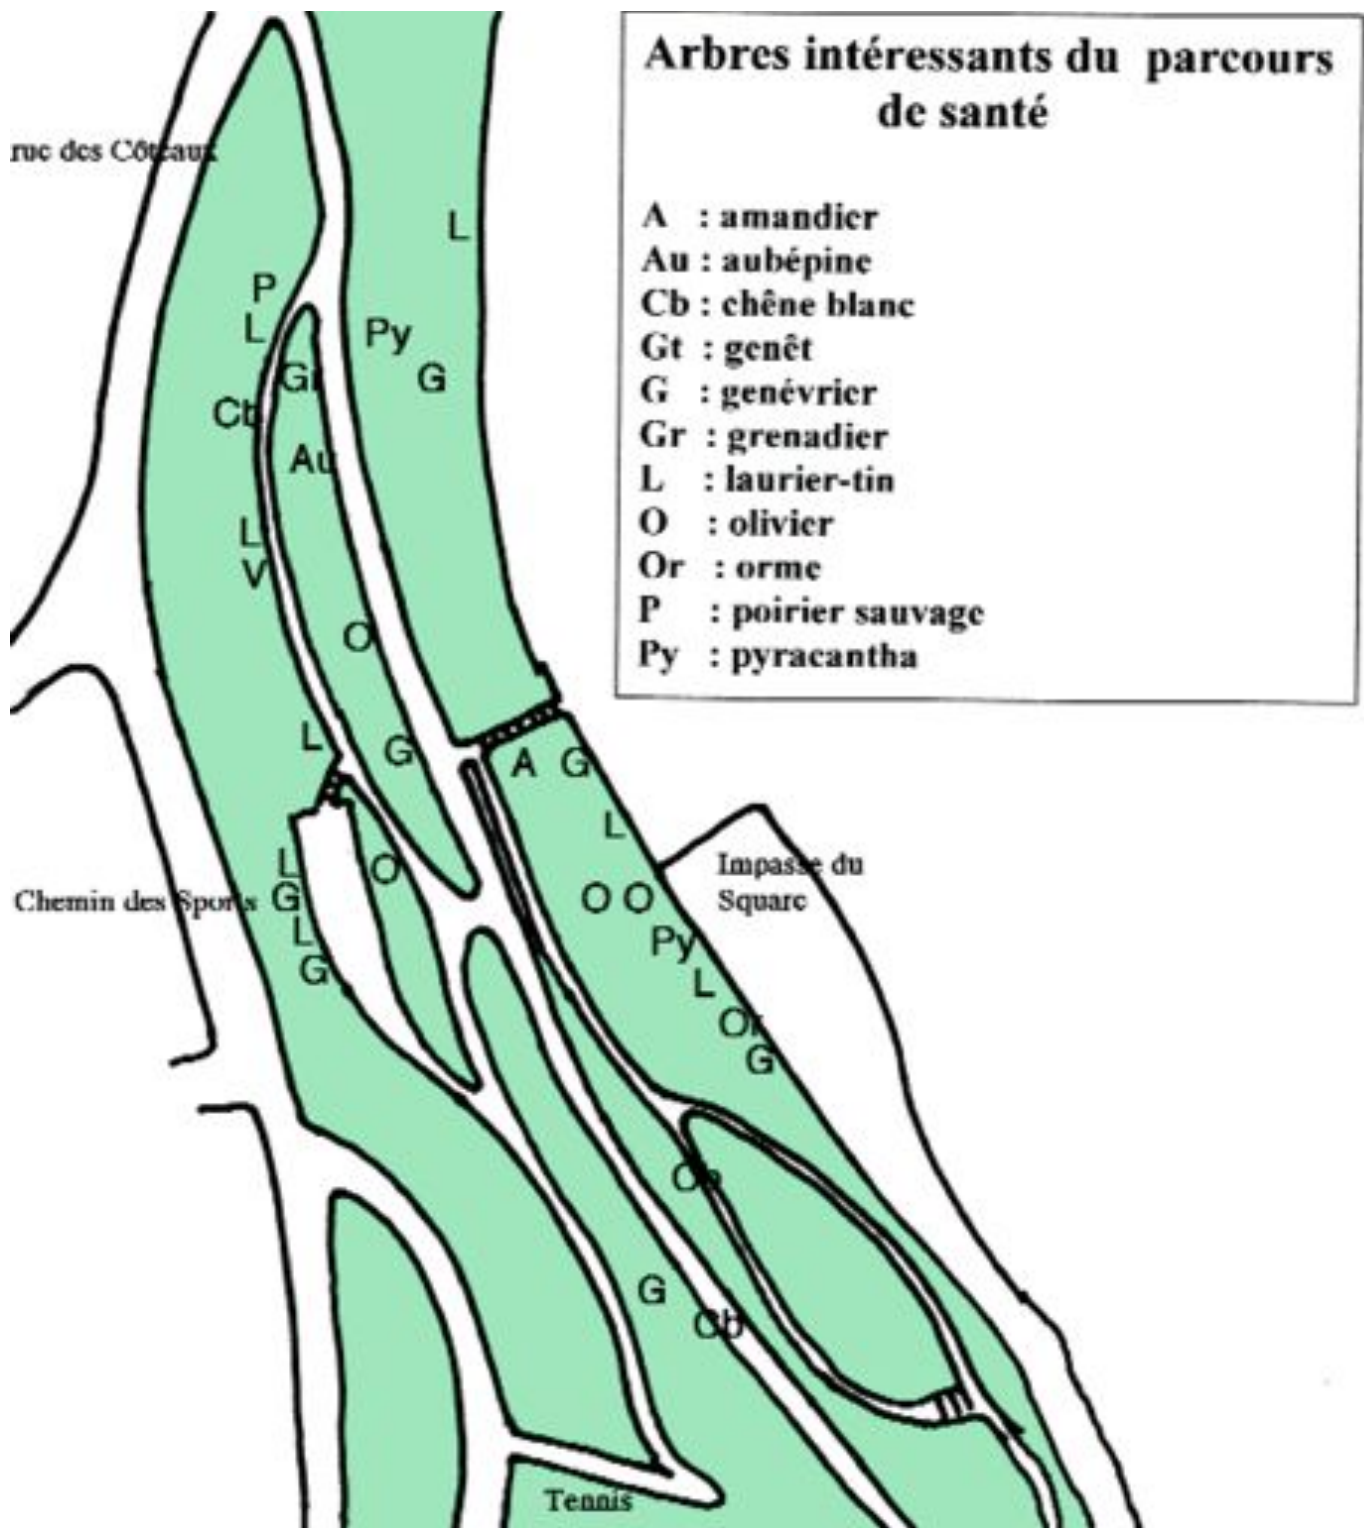 Arbres intéressants du parcours
de santé
rue des Côteaux
A : amandier
L
Au : aubépine
P
Cb : chêne blanc
L
Py
Gt : genêt
G
G : genévrier
Cb
Gr : grenadier
Au
L : laurier-tin
L
O : olivier
V
Or : orme
P : poirier sauvage
O
Py : pyracantha
L
G
A G
L
L
O
Impasse du
Chemin des Sports
G
O O
Square
L
Py
G
L
Or
G
G
Cb
Tennis